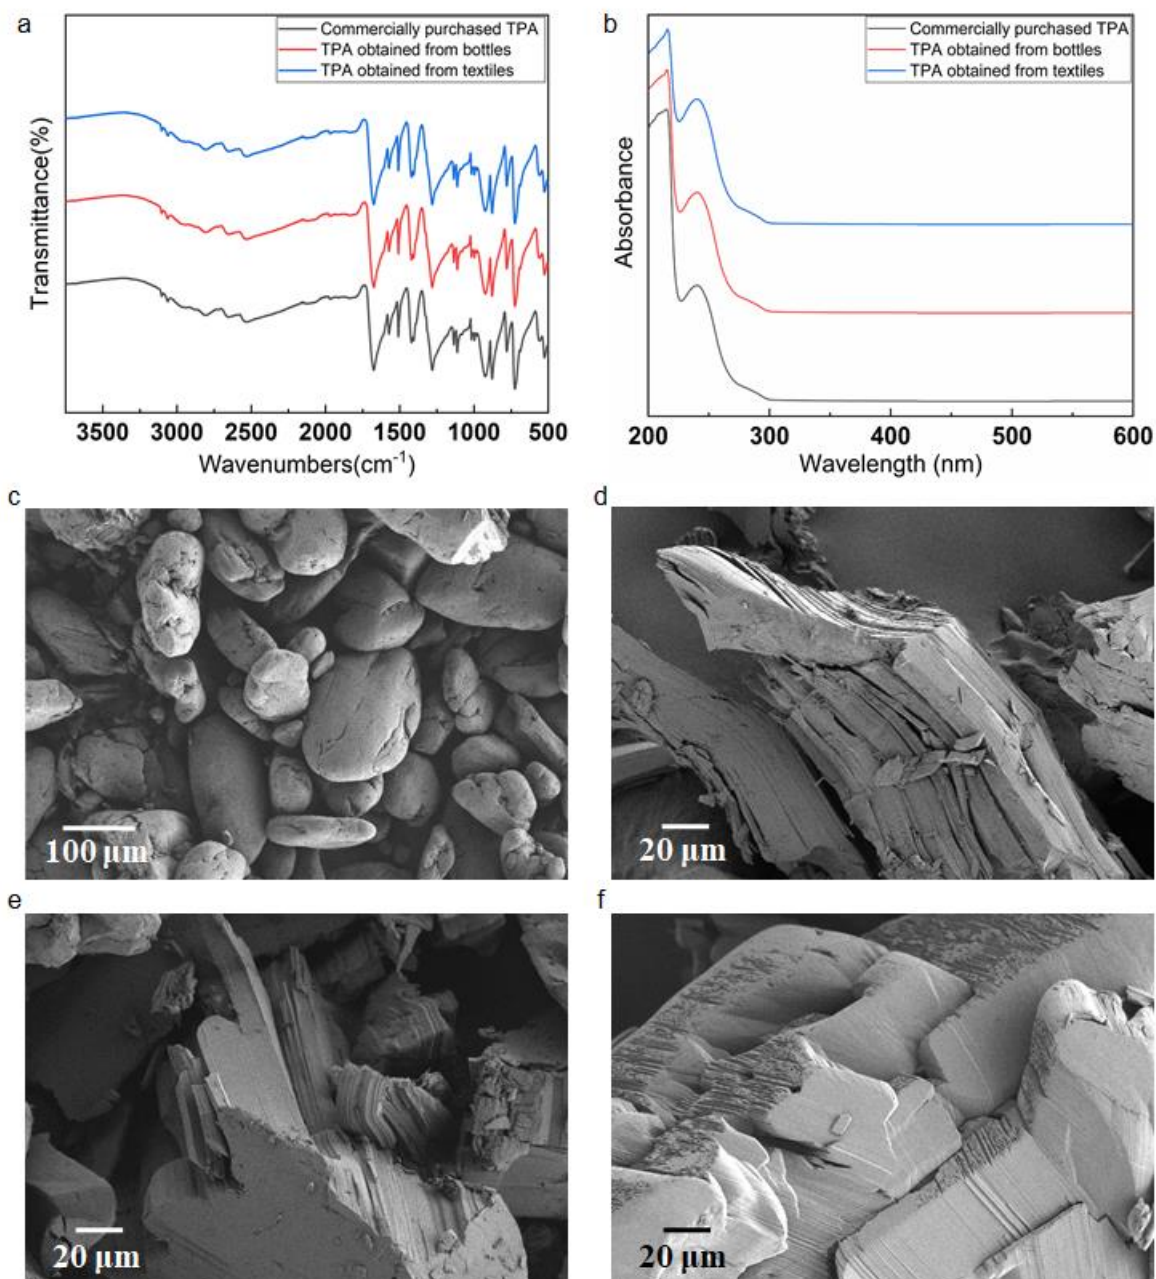 a
Commercially purchased TPA
TPA obtained from bottles
TPA obtained from textiles
Transmittance(%)
3500 3000 2500 2000 1500 1000 500
Wavenumbers(cm⁻¹)
b
Commercially purchased TPA
TPA obtained from bottles
TPA obtained from textiles
Absorbance
200 300 400 500 600
Wavelength (nm)
c
100 μm
d
20 μm
e
20 μm
f
20 μm